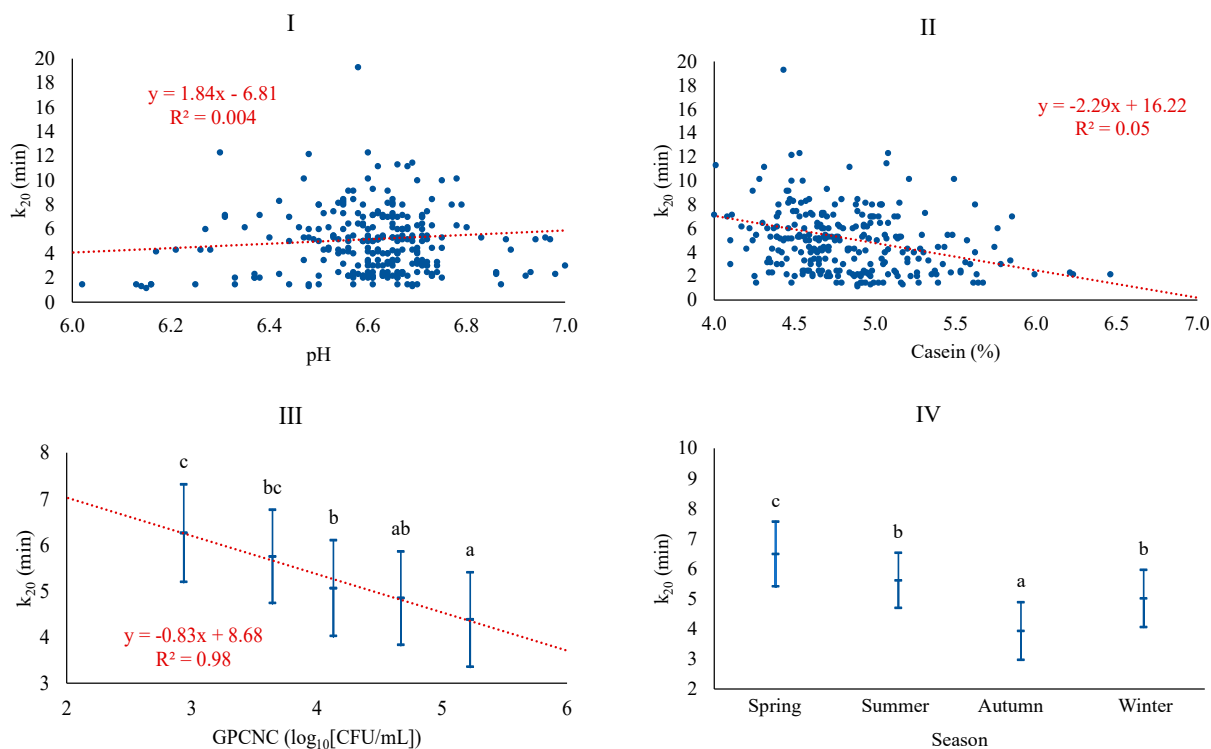 I
k₂₀ (min)
20
18
16
14
12
10
8
6
4
2
0
y = 1.84x - 6.81
R² = 0.004
6.0 6.2 6.4 6.6 6.8 7.0
pH
II
k₂₀ (min)
20
18
16
14
12
10
8
6
4
2
0
y = -2.29x + 16.22
R² = 0.05
4.0 4.5 5.0 5.5 6.0 6.5 7.0
Casein (%)
III
k₂₀ (min)
8
7
6
5
4
3
c bc b ab a
y = -0.83x + 8.68
R² = 0.98
2 3 4 5 6
GPCNC (log₁₀[CFU/mL])
IV
k₂₀ (min)
10
9
8
7
6
5
4
3
2
c b a b
Spring Summer Autumn Winter
Season